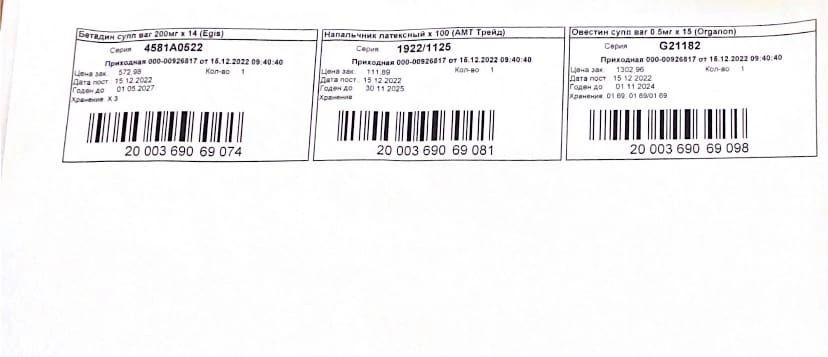 Бетадин супп ваг 200мг х 14 (Egis)
Серия 4581A0522
Приходная 000-00926817 от 15.12.2022 09:40:40
Цена зак. 572,98 Кол-во 1
Дата пост. 15.12.2022
Годен до 01.05.2027
Хранение Х 3
20 003 690 69 074
Напальчник латексный х 100 (АМТ Трейд)
Серия 1922/1125
Приходная 000-00926817 от 15.12.2022 09:40:40
Цена зак. 111,89 Кол-во 1
Дата пост. 15.12.2022
Годен до 30.11.2025
Хранение
20 003 690 69 081
Овестин супп ваг 0.5мг х 15 (Organon)
Серия G21182
Приходная 000-00926817 от 15.12.2022 09:40:40
Цена зак. 1302,96 Кол-во 1
Дата пост. 15.12.2022
Годен до 01.11.2024
Хранение 01.69, 01.69/01.69
20 003 690 69 098